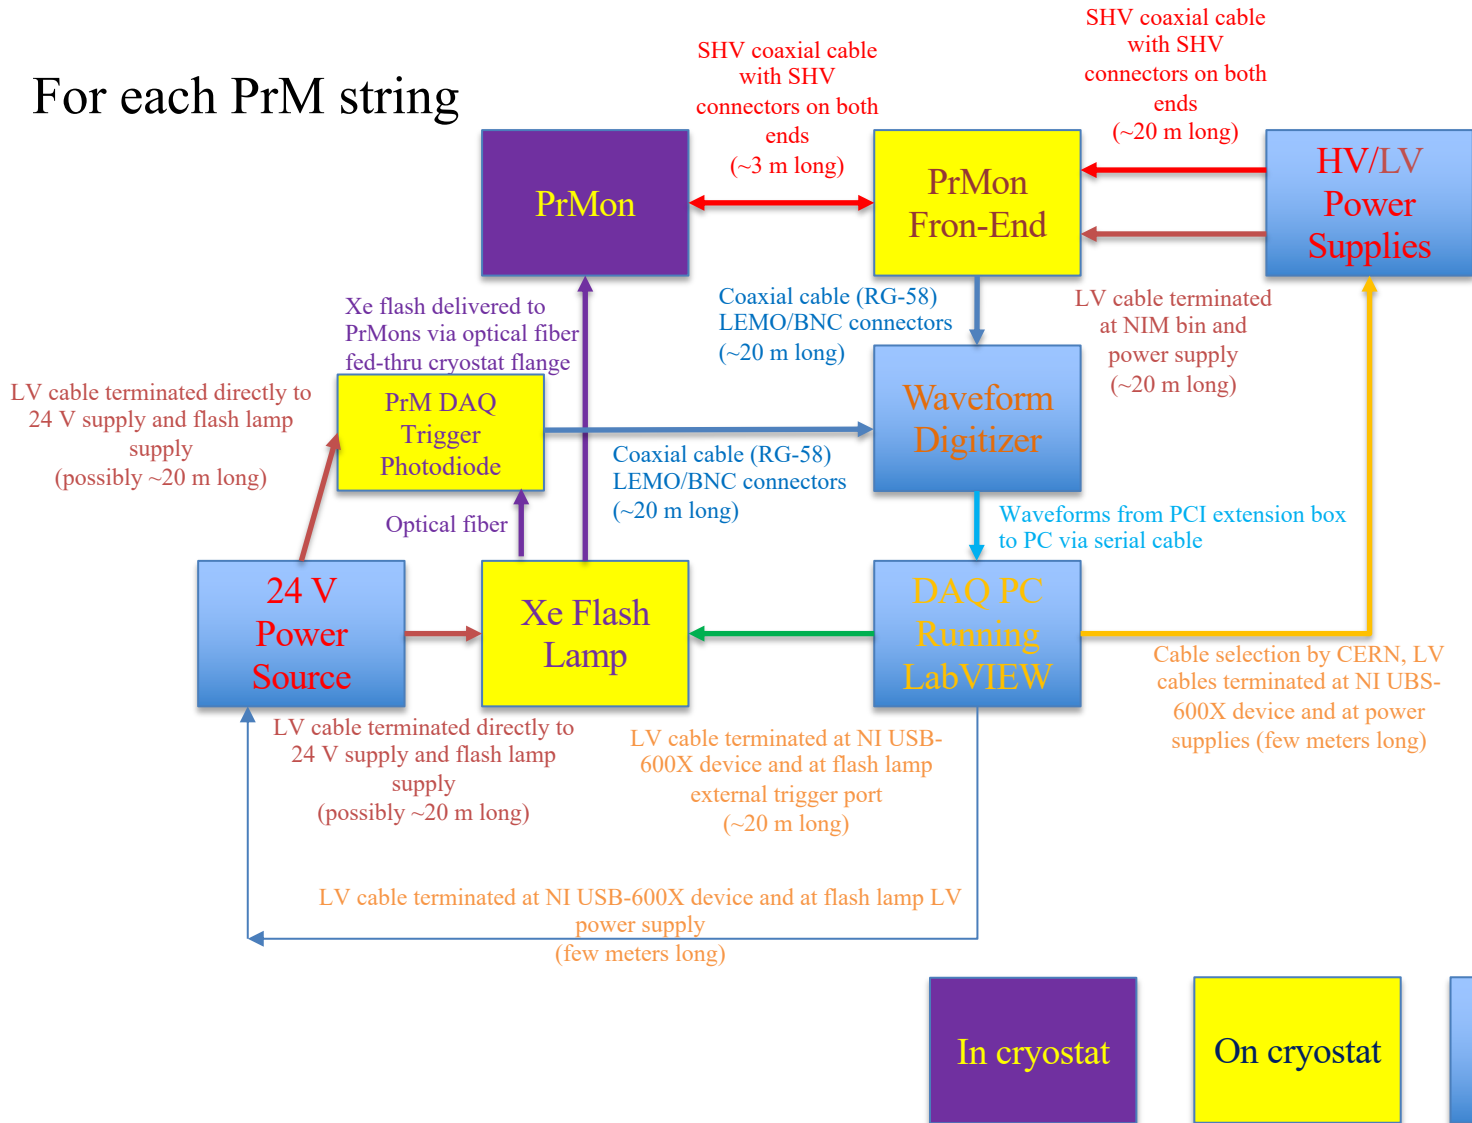 For each PrM string
SHV coaxial cable
with SHV
connectors on both
ends
(~3 m long)
SHV coaxial cable
with SHV
connectors on both
ends
(~20 m long)
PrMon
PrMon
Fron-End
HV/LV
Power
Supplies
Xe flash delivered to
PrMons via optical fiber
fed-thru cryostat flange
Coaxial cable (RG-58)
LEMO/BNC connectors
(~20 m long)
LV cable terminated
at NIM bin and
power supply
(~20 m long)
LV cable terminated directly to
24 V supply and flash lamp
supply
(possibly ~20 m long)
PrM DAQ
Trigger
Photodiode
Waveform
Digitizer
Coaxial cable (RG-58)
LEMO/BNC connectors
(~20 m long)
Optical fiber
Waveforms from PCI extension box
to PC via serial cable
24 V
Power
Source
Xe Flash
Lamp
DAQ PC
Running
LabVIEW
Cable selection by CERN, LV
cables terminated at NI UBS-
600X device and at power
supplies (few meters long)
LV cable terminated directly to
24 V supply and flash lamp
supply
(possibly ~20 m long)
LV cable terminated at NI USB-
600X device and at flash lamp
external trigger port
(~20 m long)
LV cable terminated at NI USB-600X device and at flash lamp LV
power supply
(few meters long)
In cryostat
On cryostat